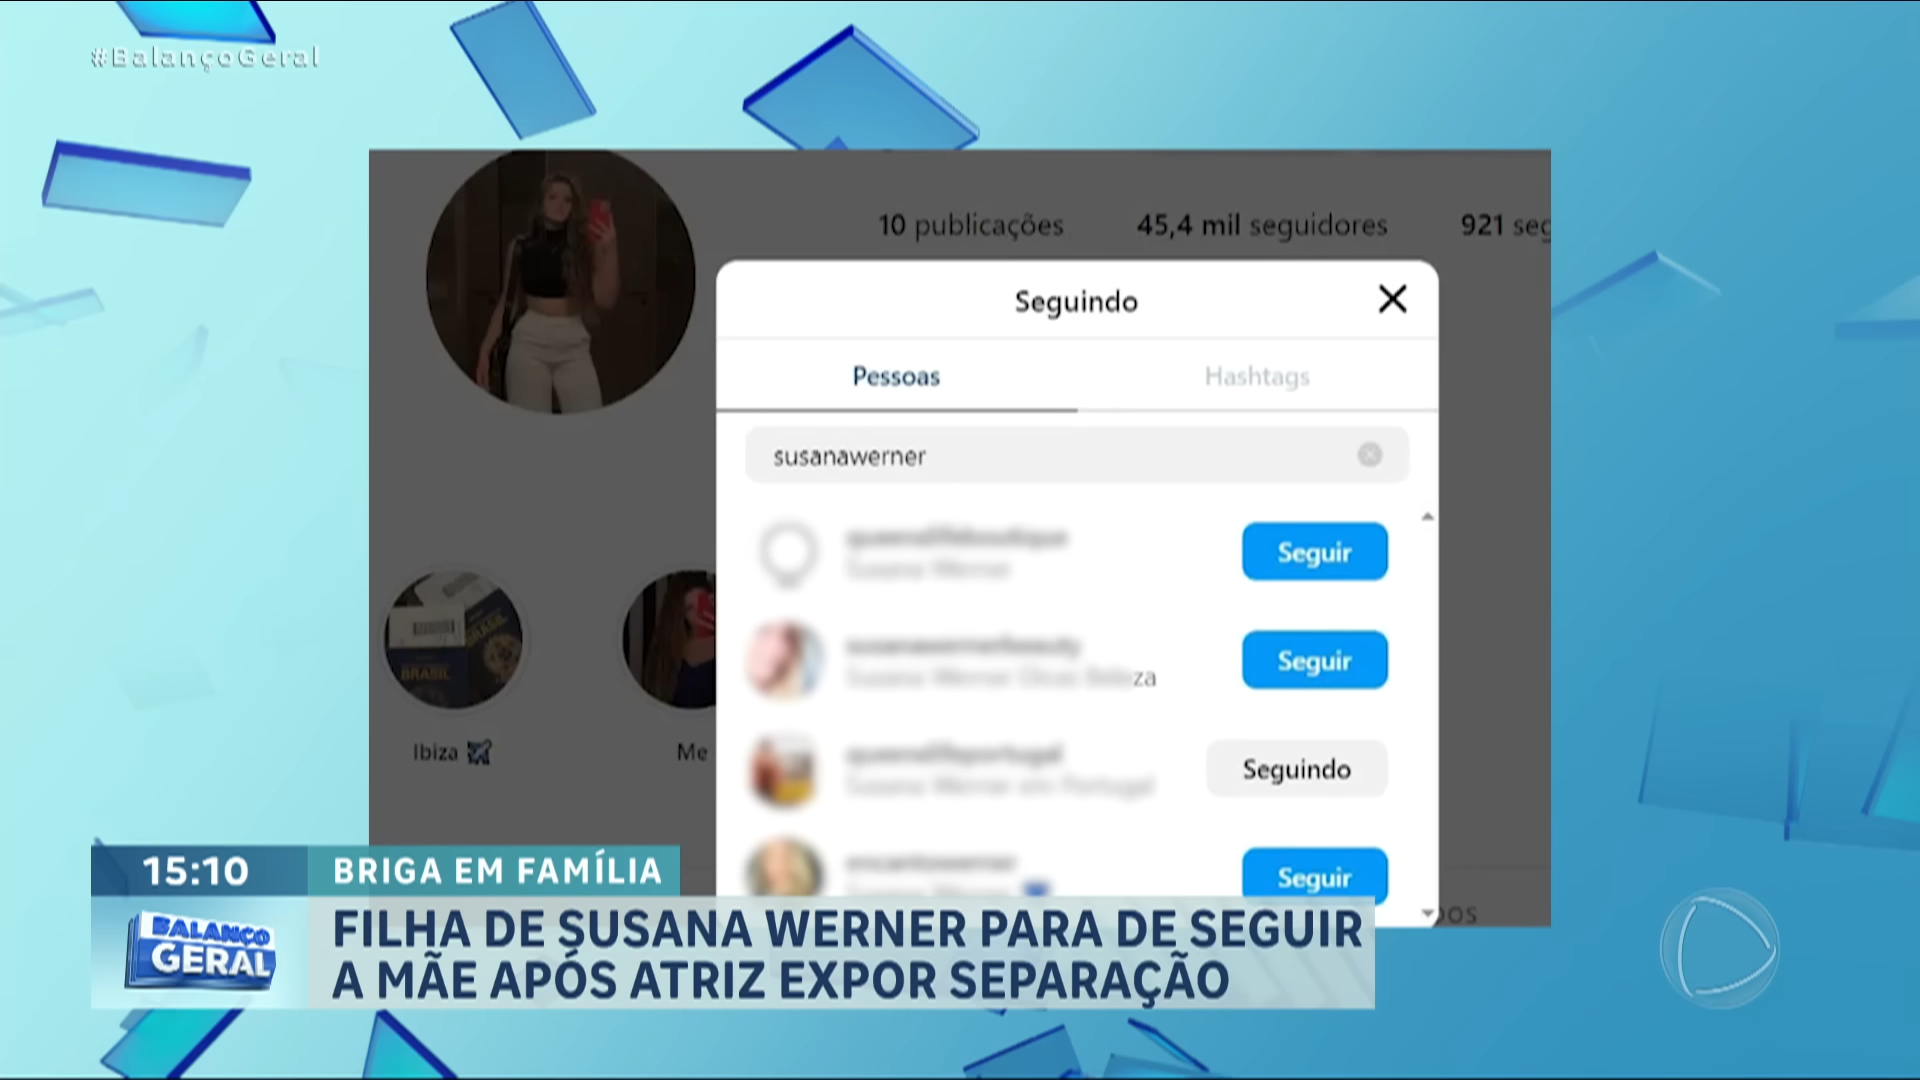 #BalançoGeral
10 publicações 45,4 mil seguidores 921 seg
Seguindo
Pessoas Hashtags
susanawerner
Seguir
za
Seguir
Seguindo
Seguir
BRASIL
BRASIL
Ibiza
Me
15:10 BRIGA EM FAMÍLIA
BALANÇO
GERAL
FILHA DE SUSANA WERNER PARA DE SEGUIR
A MÃE APÓS ATRIZ EXPOR SEPARAÇÃO